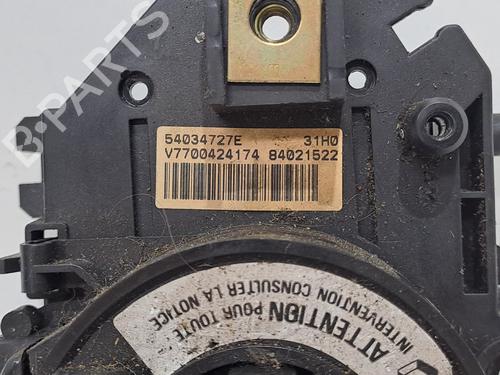 B-PARTS
54034727E 31H0
V7700424174 84021522
ATTENTION POUR TOUTE
INTERVENTION CONSULTER LA NOTICE